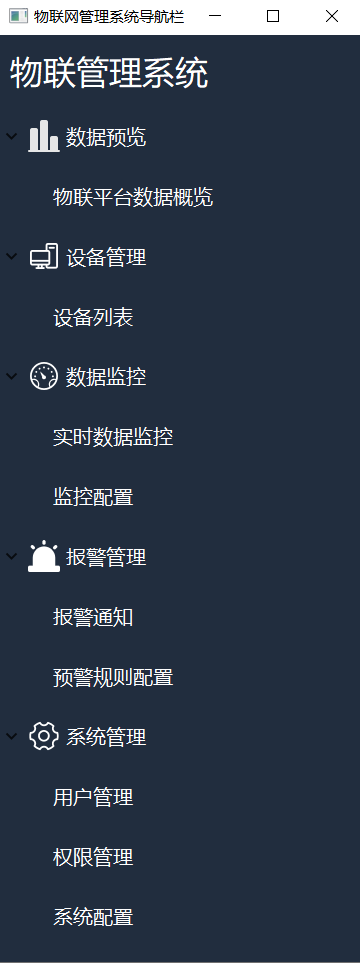 物联网管理系统导航栏
物联管理系统
数据预览
物联平台数据概览
设备管理
设备列表
数据监控
实时数据监控
监控配置
报警管理
报警通知
预警规则配置
系统管理
用户管理
权限管理
系统配置